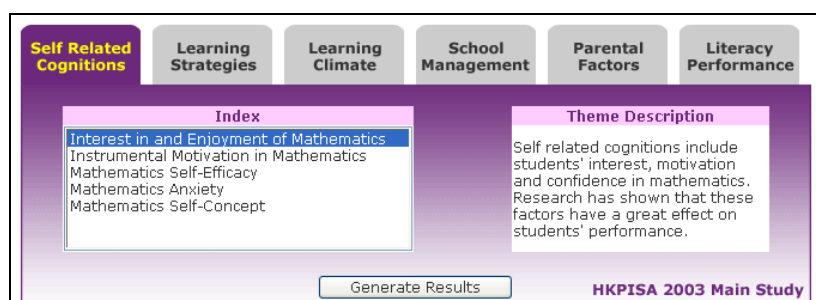 Self Related Cognitions
Learning Strategies
Learning Climate
School Management
Parental Factors
Literacy Performance
Index
Interest in and Enjoyment of Mathematics
Instrumental Motivation in Mathematics
Mathematics Self-Efficacy
Mathematics Anxiety
Mathematics Self-Concept
Theme Description
Self related cognitions include
students' interest, motivation
and confidence in mathematics.
Research has shown that these
factors have a great effect on
students' performance.
Generate Results
HKPISA 2003 Main Study